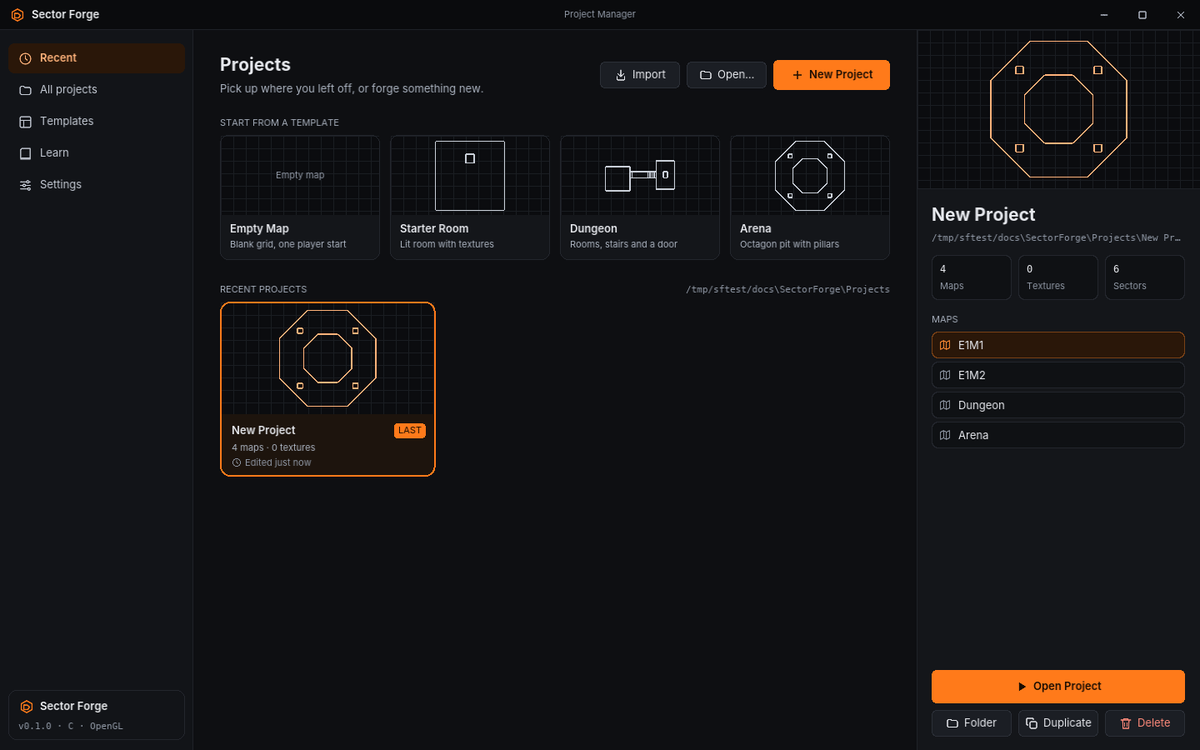 Sector Forge
Project Manager
Recent
All projects
Templates
Learn
Settings
Sector Forge
v0.1.0 · C · OpenGL
Projects
Pick up where you left off, or forge something new.
Import
Open...
New Project
START FROM A TEMPLATE
Empty map
Empty Map
Blank grid, one player start
Starter Room
Lit room with textures
Dungeon
Rooms, stairs and a door
Arena
Octagon pit with pillars
RECENT PROJECTS
/tmp/sftest/docs\SectorForge\Projects
New Project
LAST
4 maps · 0 textures
Edited just now
New Project
/tmp/sftest/docs\SectorForge\Projects\New Pr…
4
Maps
0
Textures
6
Sectors
MAPS
E1M1
E1M2
Dungeon
Arena
Open Project
Folder
Duplicate
Delete